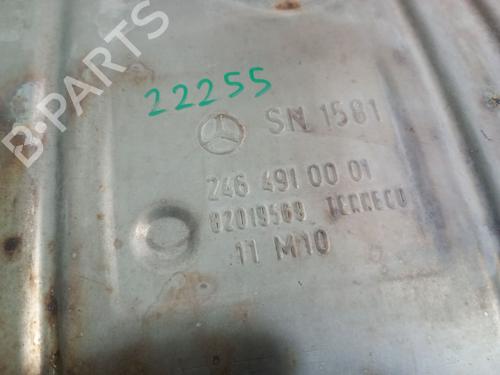 B-PARTS
22255
SN 1581
246 491 00 01
82019569 TENNECO
11 M10